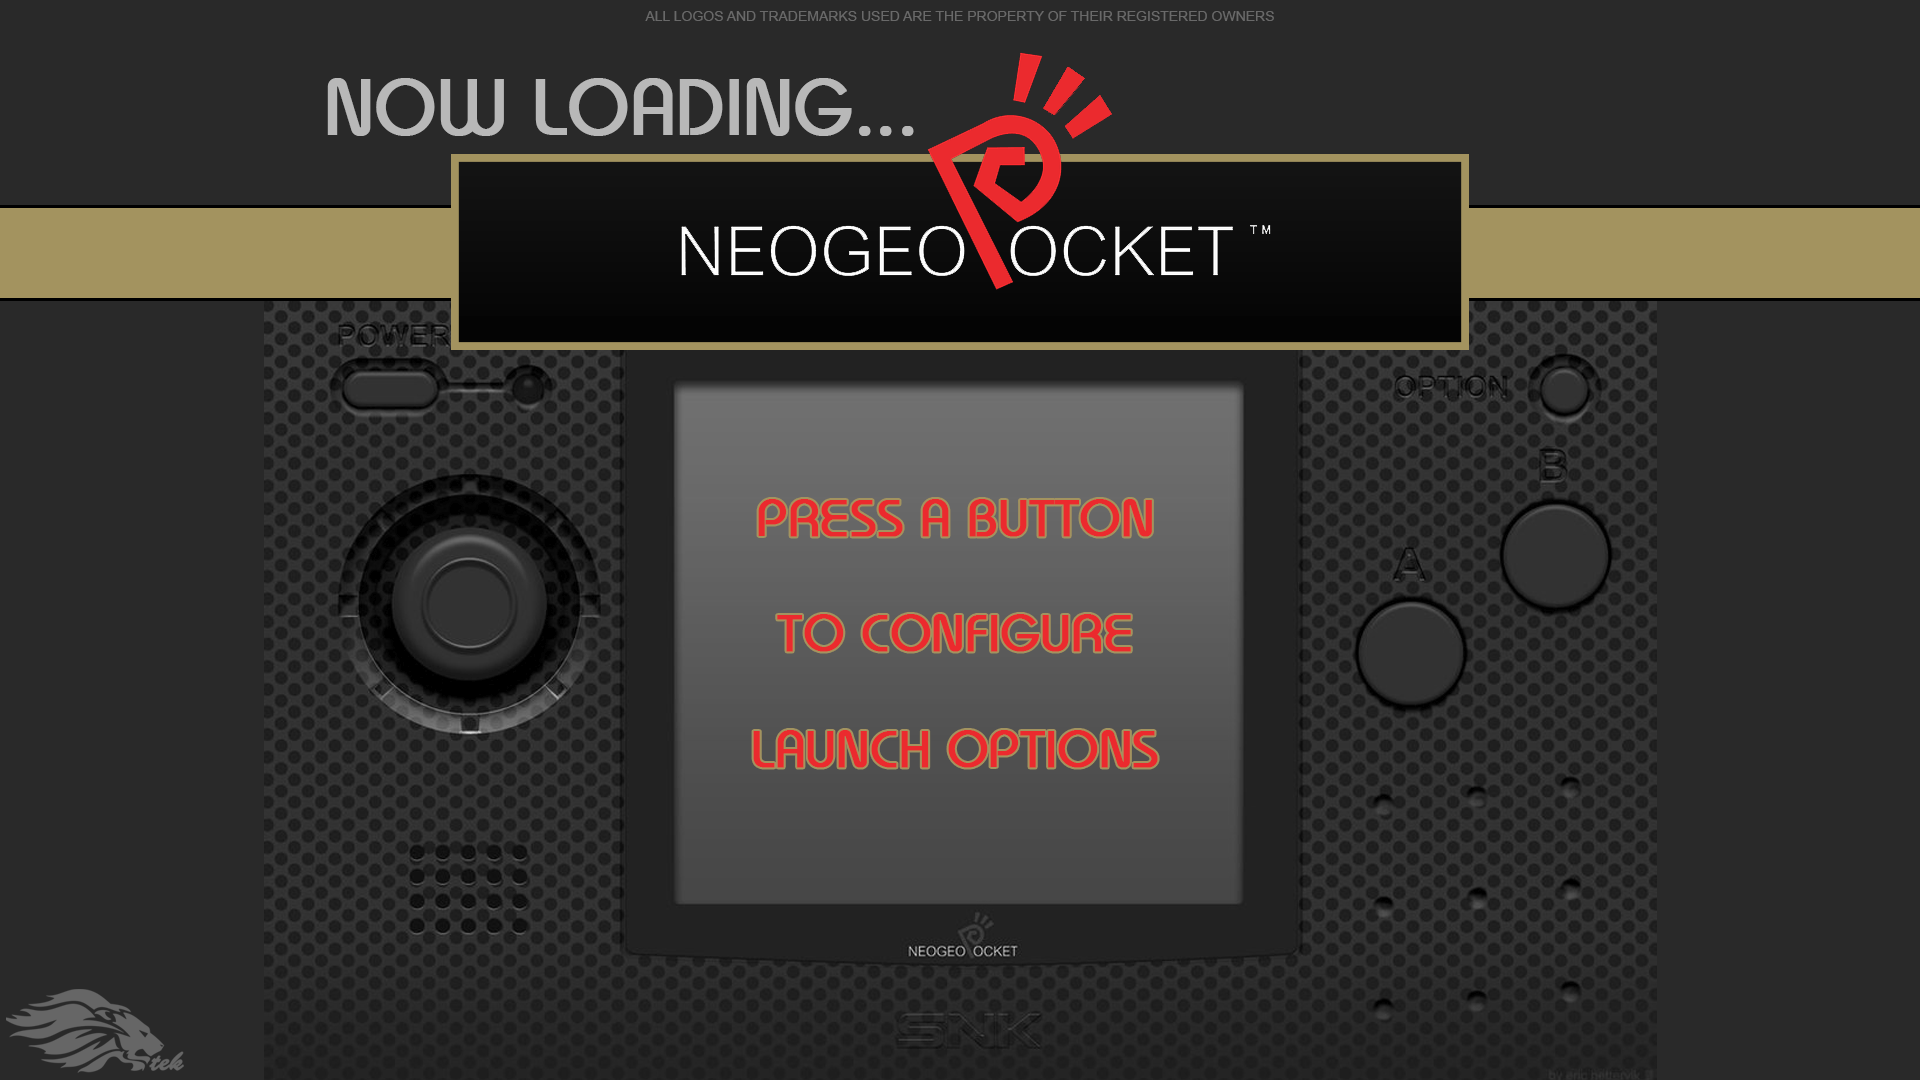 ALL LOGOS AND TRADEMARKS USED ARE THE PROPERTY OF THEIR REGISTERED OWNERS
NOW LOADING...
NEOGEO POCKET ™
POWER
OPTION
B
A
PRESS A BUTTON
TO CONFIGURE
LAUNCH OPTIONS
NEOGEO POCKET
SNK
tek